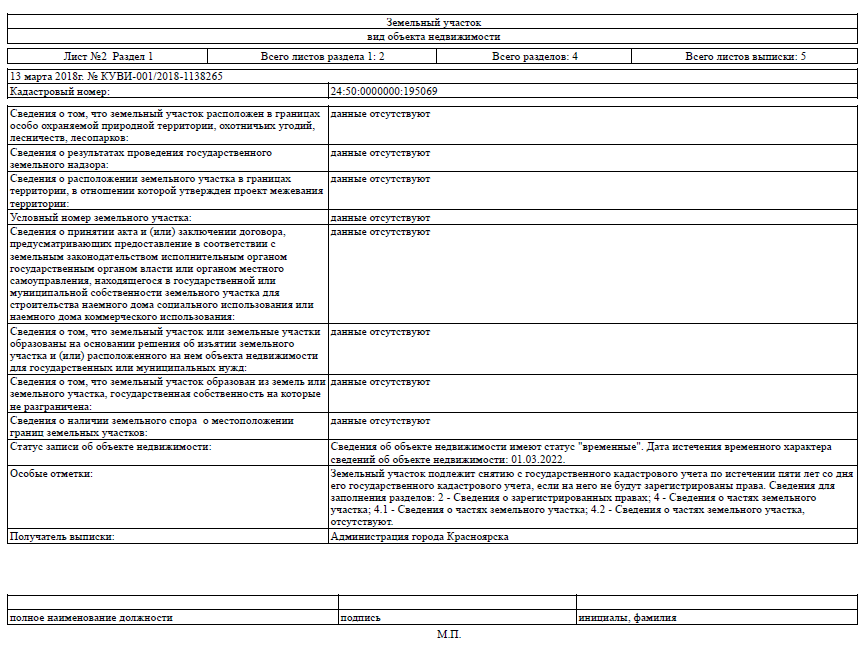 Земельный участок
вид объекта недвижимости
Лист №2 Раздел 1 Всего листов раздела 1: 2 Всего разделов: 4 Всего листов выписки: 5
13 марта 2018г. № КУВИ-001/2018-1138265
Кадастровый номер: 24:50:0000000:195069
Сведения о том, что земельный участок расположен в границах данные отсутствуют
особо охраняемой природной территории, охотничьих угодий,
лесничеств, лесопарков:
Сведения о результатах проведения государственного данные отсутствуют
земельного надзора:
Сведения о расположении земельного участка в границах данные отсутствуют
территории, в отношении которой утвержден проект межевания
территории:
Условный номер земельного участка: данные отсутствуют
Сведения о принятии акта и (или) заключении договора, данные отсутствуют
предусматривающих предоставление в соответствии с
земельным законодательством исполнительным органом
государственным органом власти или органом местного
самоуправления, находящегося в государственной или
муниципальной собственности земельного участка для
строительства наемного дома социального использования или
наемного дома коммерческого использования:
Сведения о том, что земельный участок или земельные участки данные отсутствуют
образованы на основании решения об изъятии земельного
участка и (или) расположенного на нем объекта недвижимости
для государственных или муниципальных нужд:
Сведения о том, что земельный участок образован из земель или данные отсутствуют
земельного участка, государственная собственность на которые
не разграничена:
Сведения о наличии земельного спора о местоположении данные отсутствуют
границ земельных участков:
Статус записи об объекте недвижимости: Сведения об объекте недвижимости имеют статус "временные". Дата истечения временного характера
сведений об объекте недвижимости: 01.03.2022.
Особые отметки: Земельный участок подлежит снятию с государственного кадастрового учета по истечении пяти лет со дня
его государственного кадастрового учета, если на него не будут зарегистрированы права. Сведения для
заполнения разделов: 2 - Сведения о зарегистрированных правах; 4 - Сведения о частях земельного
участка; 4.1 - Сведения о частях земельного участка; 4.2 - Сведения о частях земельного участка,
отсутствуют.
Получатель выписки: Администрация города Красноярска
полное наименование должности подпись инициалы, фамилия
М.П.